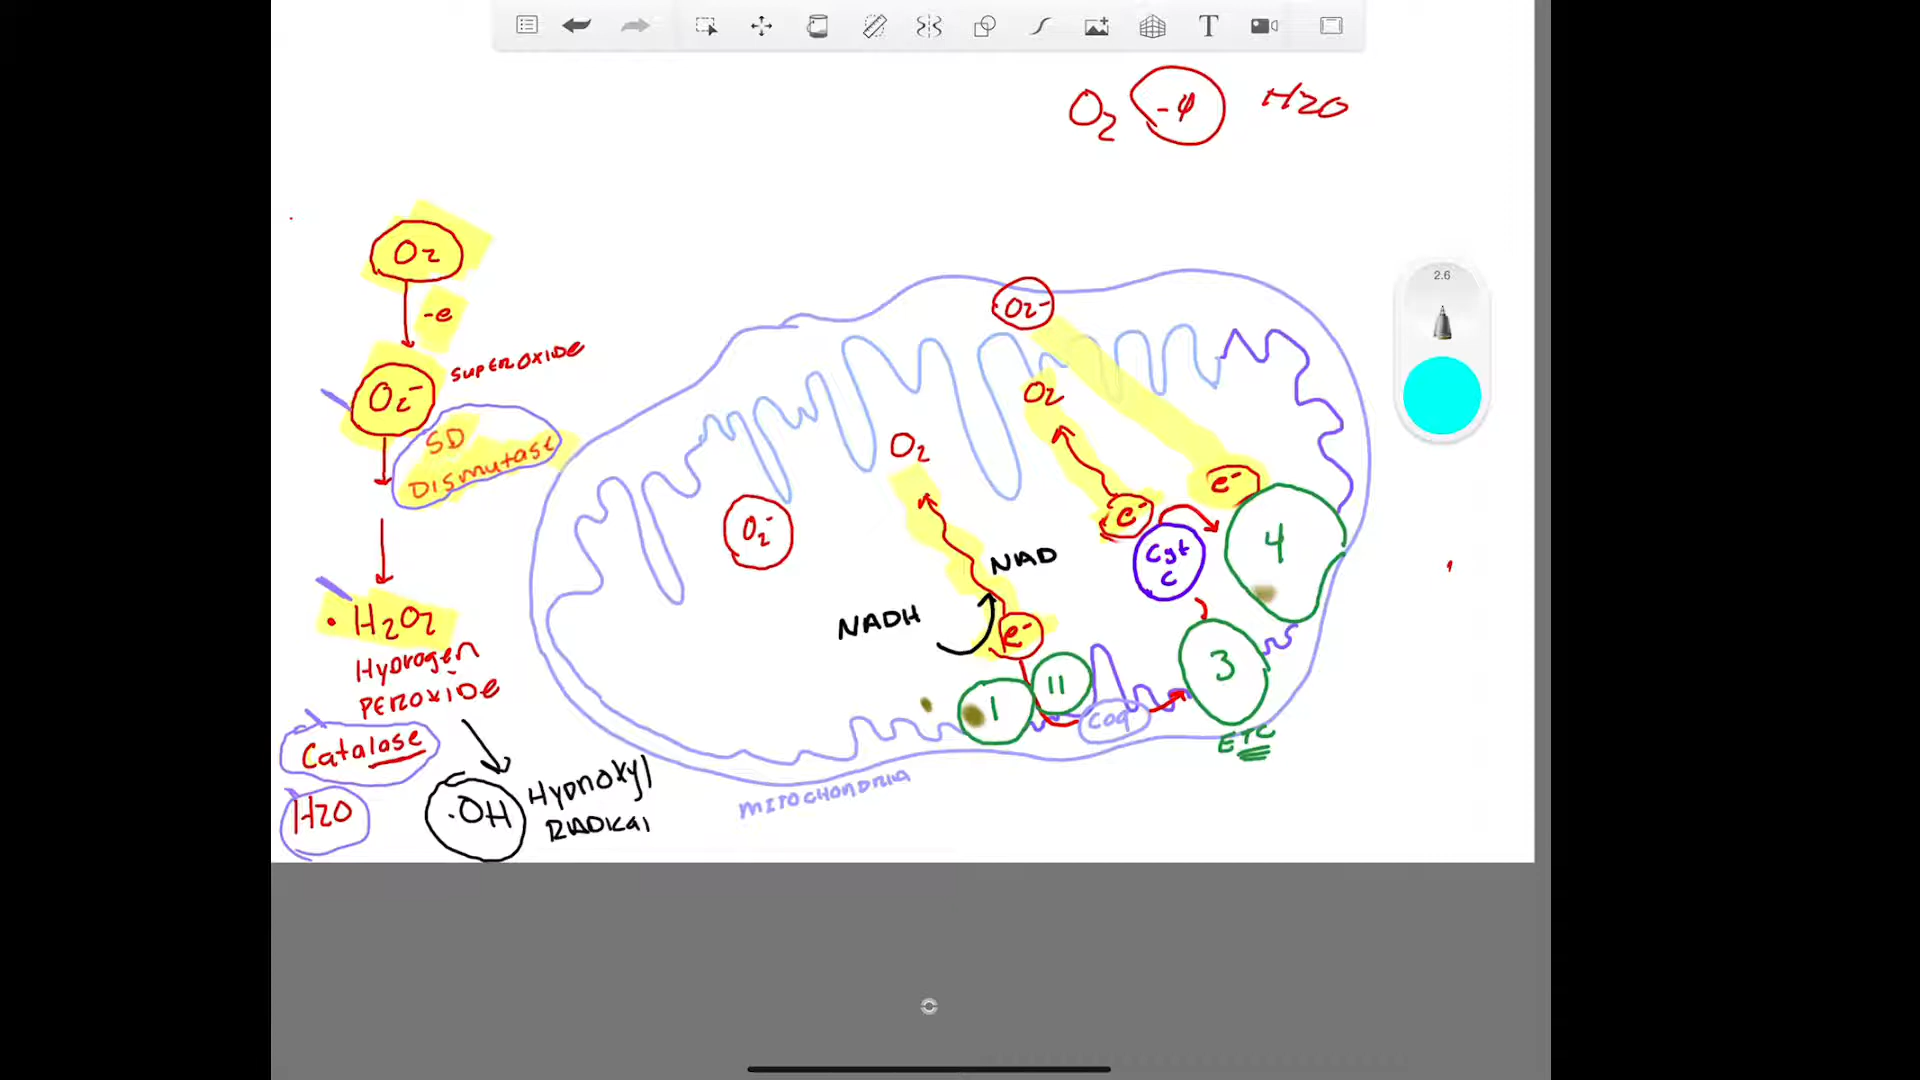 2.6
O₂ -4 H2O
O₂
-e
O₂⁻
SUPEROXIDE
SD
DISmutase
H₂O₂
Hydrogen
PEROXIDE
Catalase
H2O
·OH
Hydroxyl
RADICAl
O₂⁻
O₂
O₂
O₂⁻
e⁻
e⁻
e⁻
NAD
NADH
Cyt
C
4
3
I
II
CoQ
ETC
MITOCHONDRIA
T